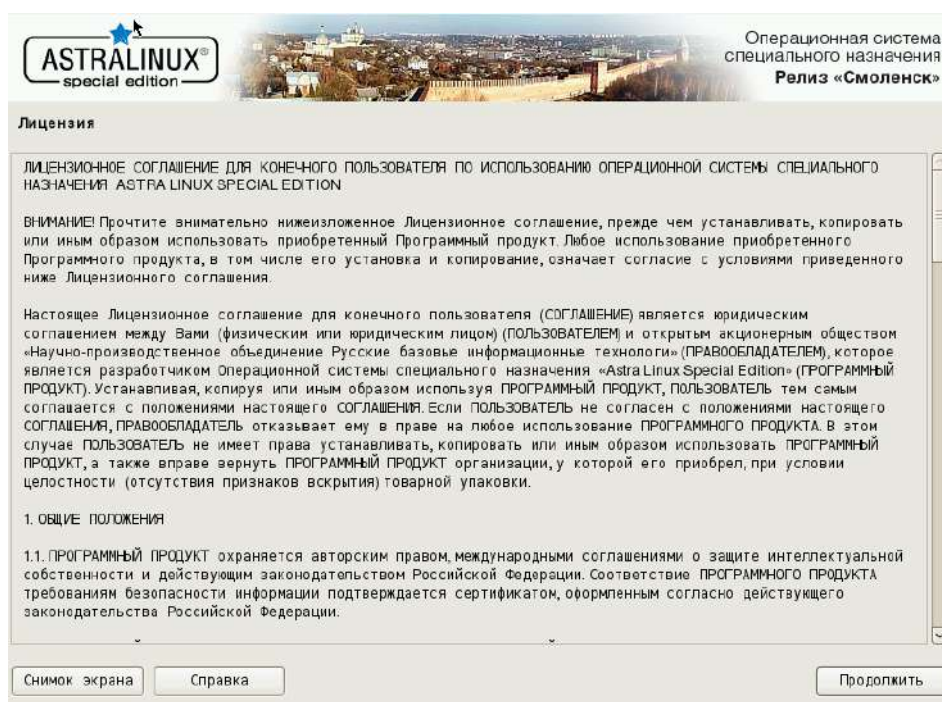 ASTRALINUX®
special edition
Операционная система
специального назначения
Релиз «Смоленск»
Лицензия
ЛИЦЕНЗИОННОЕ СОГЛАШЕНИЕ ДЛЯ КОНЕЧНОГО ПОЛЬЗОВАТЕЛЯ ПО ИСПОЛЬЗОВАНИЮ ОПЕРАЦИОННОЙ СИСТЕМЫ СПЕЦИАЛЬНОГО
НАЗНАЧЕНИЯ ASTRA LINUX SPECIAL EDITION
ВНИМАНИЕ! Прочтите внимательно нижеизложенное Лицензионное соглашение, прежде чем устанавливать, копировать
или иным образом использовать приобретенный Программный продукт. Любое использование приобретенного
Программного продукта, в том числе его установка и копирование, означает согласие с условиями приведенного
ниже Лицензионного соглашения.
Настоящее Лицензионное соглашение для конечного пользователя (СОГЛАШЕНИЕ) является юридическим
соглашением между Вами (физическим или юридическим лицом) (ПОЛЬЗОВАТЕЛЕМ) и открытым акционерным обществом
«Научно-производственное объединение Русские базовые информационные технологи» (ПРАВООБЛАДАТЕЛЕМ), которое
является разработчиком Операционной системы специального назначения «Astra Linux Special Edition» (ПРОГРАММНЫЙ
ПРОДУКТ). Устанавливая, копируя или иным образом используя ПРОГРАММНЫЙ ПРОДУКТ, ПОЛЬЗОВАТЕЛЬ тем самым
соглашается с положениями настоящего СОГЛАШЕНИЯ. Если ПОЛЬЗОВАТЕЛЬ не согласен с положениями настоящего
СОГЛАШЕНИЯ, ПРАВООБЛАДАТЕЛЬ отказывает ему в праве на любое использование ПРОГРАММНОГО ПРОДУКТА. В этом
случае ПОЛЬЗОВАТЕЛЬ не имеет права устанавливать, копировать или иным образом использовать ПРОГРАММНЫЙ
ПРОДУКТ, а также вправе вернуть ПРОГРАММНЫЙ ПРОДУКТ организации, у которой его приобрел, при условии
целостности (отсутствия признаков вскрытия) товарной упаковки.
1. ОБЩИЕ ПОЛОЖЕНИЯ
1.1. ПРОГРАММНЫЙ ПРОДУКТ охраняется авторским правом, международными соглашениями о защите интеллектуальной
собственности и действующим законодательством Российской Федерации. Соответствие ПРОГРАММНОГО ПРОДУКТА
требованиям безопасности информации подтверждается сертификатом, оформленным согласно действующего
законодательства Российской Федерации.
Снимок экрана
Справка
Продолжить